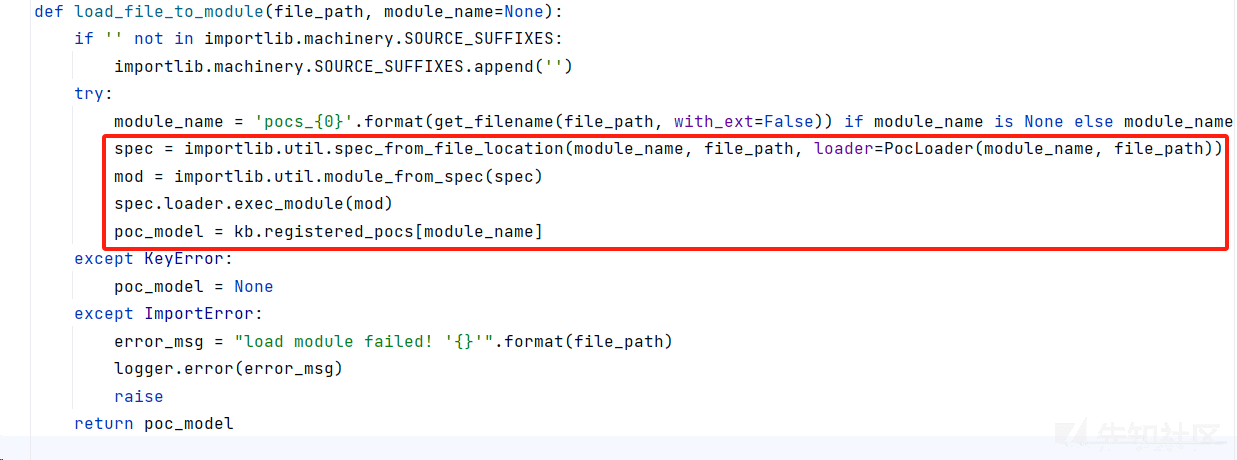 def load_file_to_module(file_path, module_name=None):
    if '' not in importlib.machinery.SOURCE_SUFFIXES:
        importlib.machinery.SOURCE_SUFFIXES.append('')
    try:
        module_name = 'pocs_{0}'.format(get_filename(file_path, with_ext=False)) if module_name is None else module_name
        spec = importlib.util.spec_from_file_location(module_name, file_path, loader=PocLoader(module_name, file_path))
        mod = importlib.util.module_from_spec(spec)
        spec.loader.exec_module(mod)
        poc_model = kb.registered_pocs[module_name]
    except KeyError:
        poc_model = None
    except ImportError:
        error_msg = "load module failed! '{}'".format(file_path)
        logger.error(error_msg)
        raise
    return poc_model
先知社区